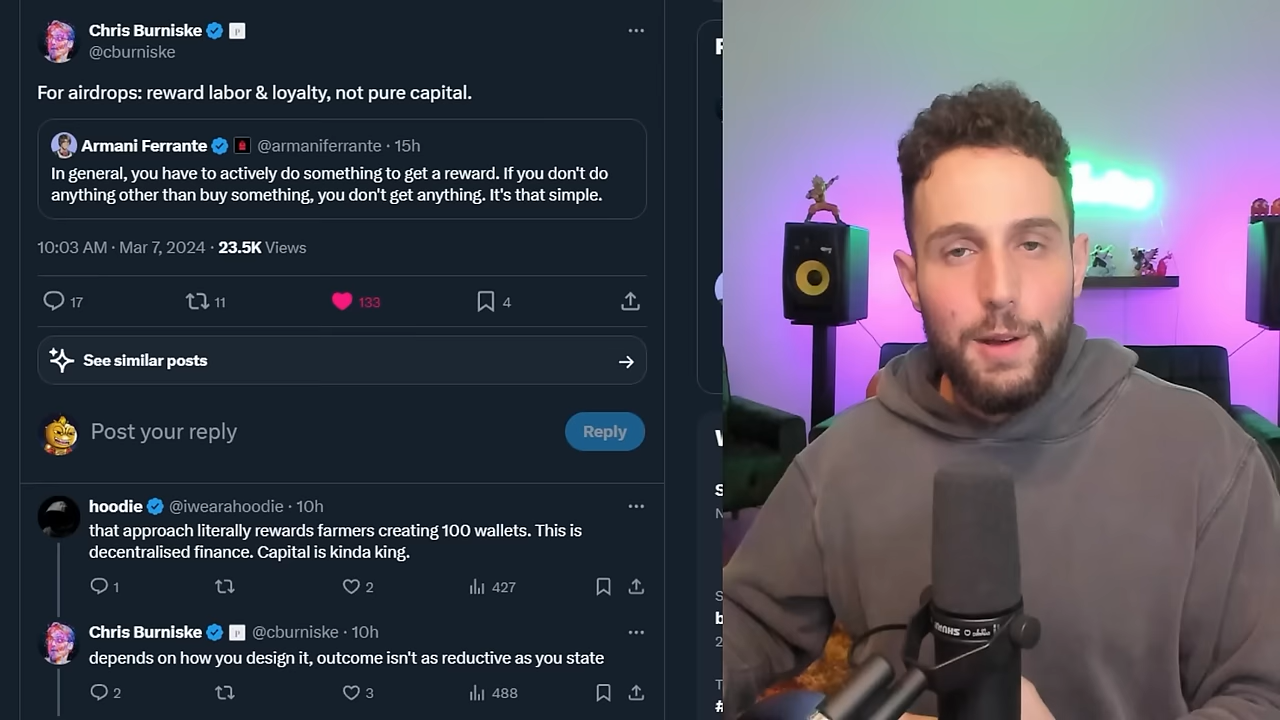 Chris Burniske
@cburniske
For airdrops: reward labor & loyalty, not pure capital.
Armani Ferrante @armaniferrante · 15h
In general, you have to actively do something to get a reward. If you don't do
anything other than buy something, you don't get anything. It's that simple.
10:03 AM · Mar 7, 2024 · 23.5K Views
17 11 133 4
See similar posts
Post your reply
Reply
hoodie @iwearahoodie · 10h
that approach literally rewards farmers creating 100 wallets. This is
decentralised finance. Capital is kinda king.
1 2 427
Chris Burniske @cburniske · 10h
depends on how you design it, outcome isn't as reductive as you state
2 3 488
SHURE